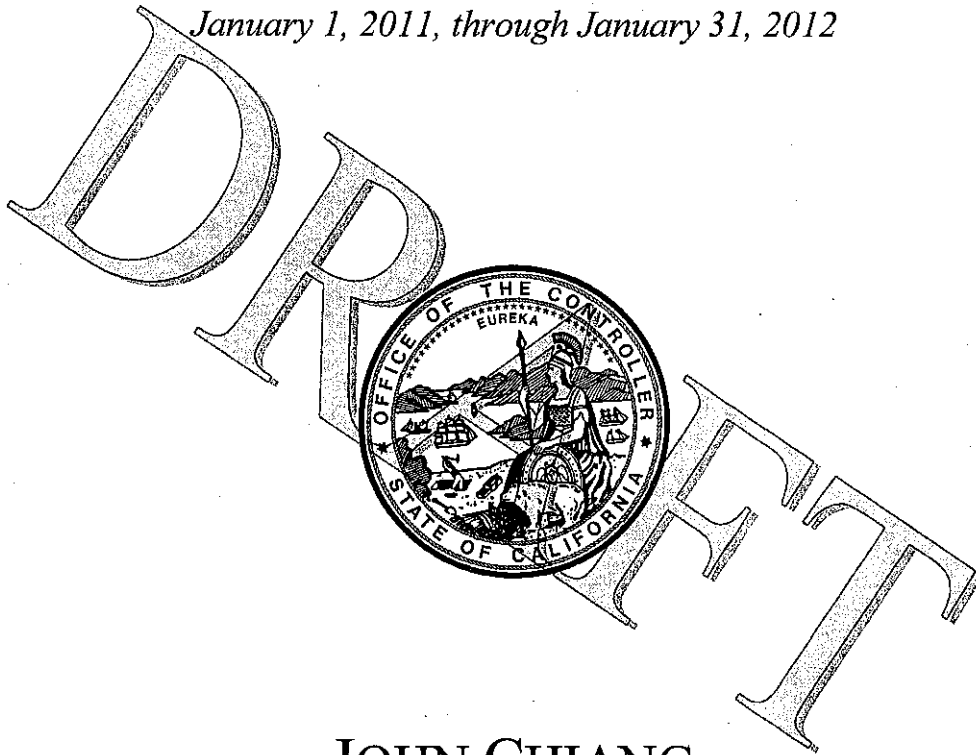 January 1, 2011, through January 31, 2012
DRAFT
OFFICE OF THE CONTROLLER
EUREKA
STATE OF CALIFORNIA
JOHN CHIANG